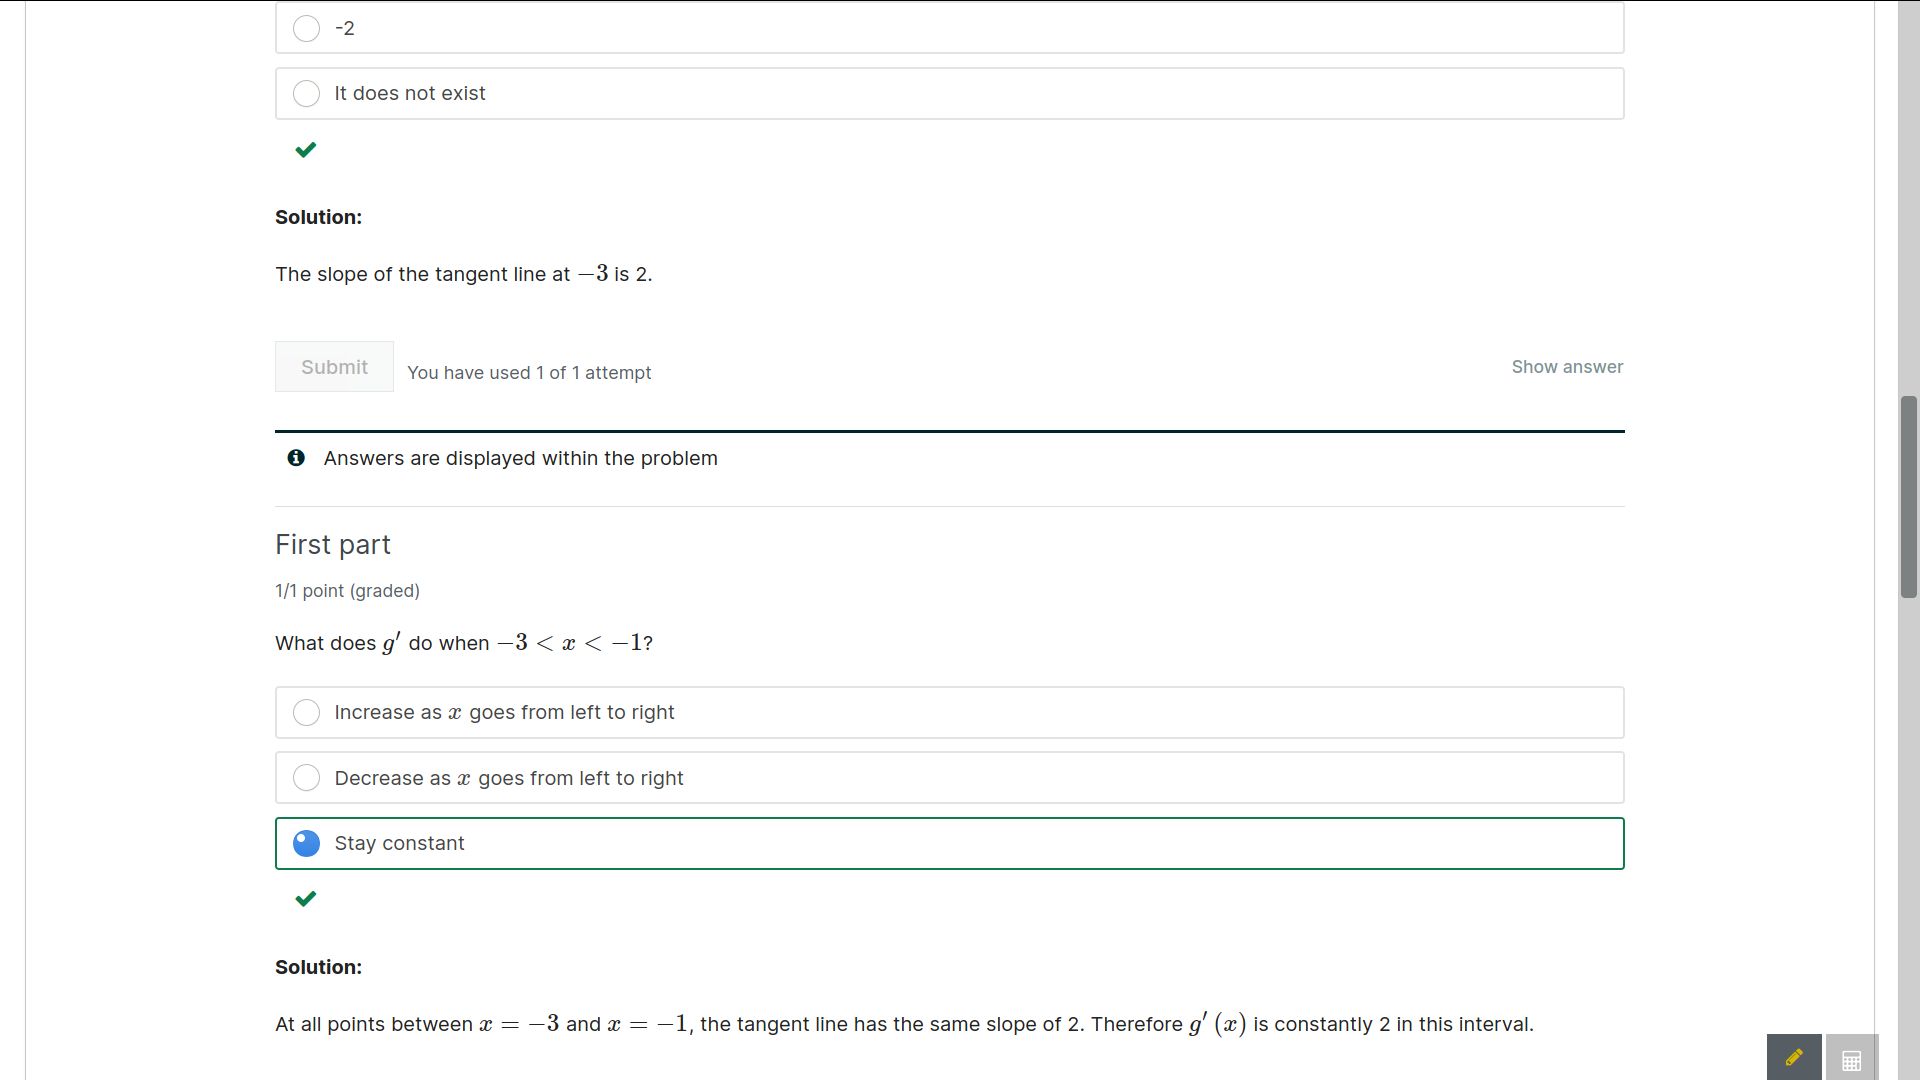 -2
It does not exist
Solution:
The slope of the tangent line at −3 is 2.
Submit
You have used 1 of 1 attempt
Show answer
Answers are displayed within the problem
First part
1/1 point (graded)
What does g′ do when −3 < x < −1?
Increase as x goes from left to right
Decrease as x goes from left to right
Stay constant
Solution:
At all points between x = −3 and x = −1, the tangent line has the same slope of 2. Therefore g′ (x) is constantly 2 in this interval.